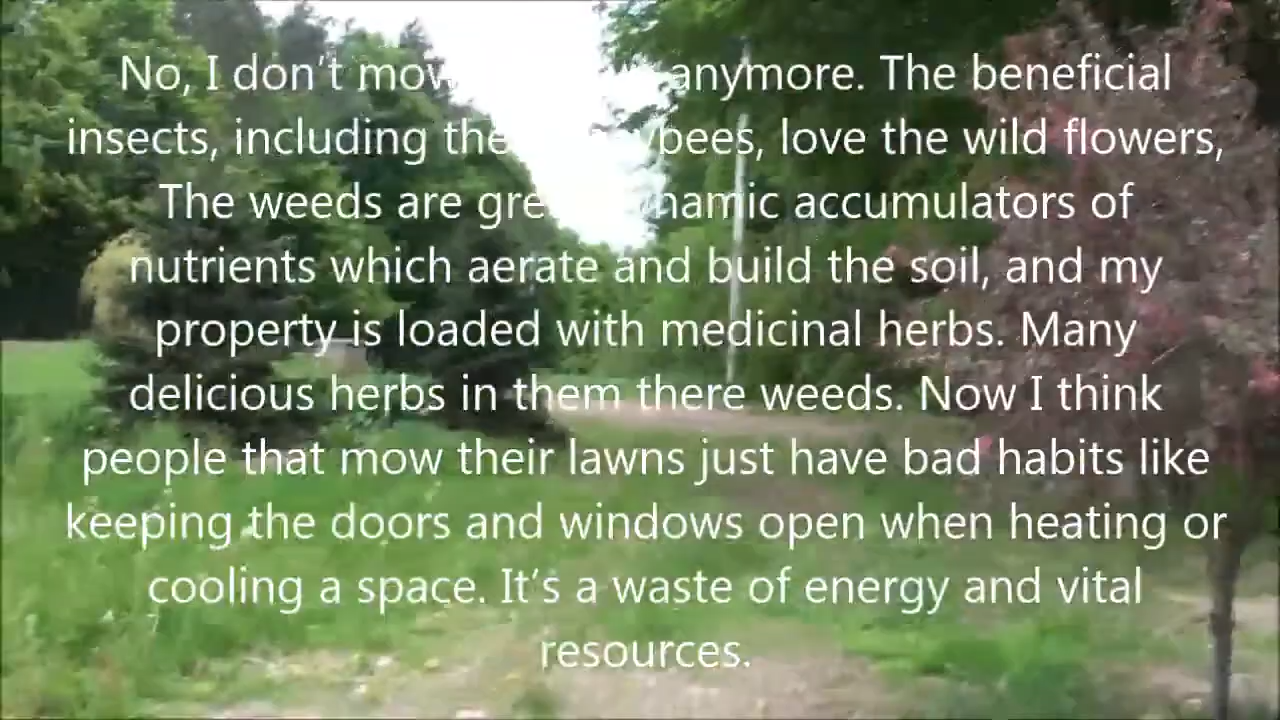 No, I don't mow anymore. The beneficial
insects, including the bees, love the wild flowers,
The weeds are great dynamic accumulators of
nutrients which aerate and build the soil, and my
property is loaded with medicinal herbs. Many
delicious herbs in them there weeds. Now I think
people that mow their lawns just have bad habits like
keeping the doors and windows open when heating or
cooling a space. It's a waste of energy and vital
resources.